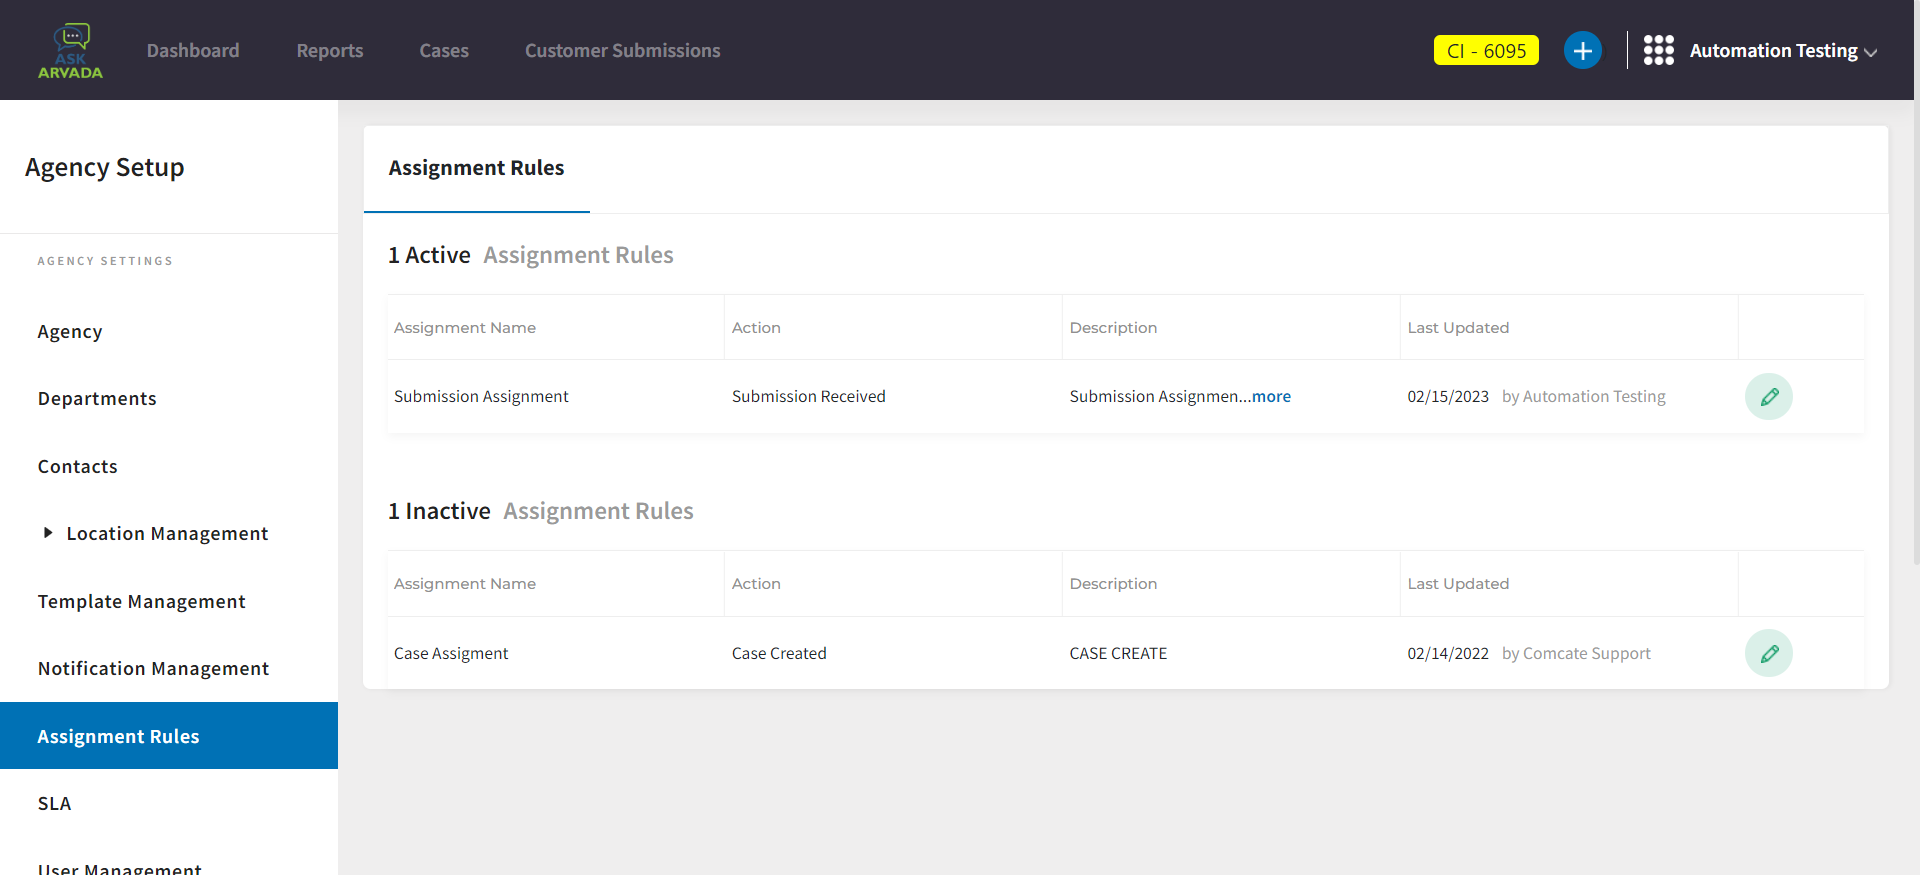 ASK
ARVADA
Dashboard
Reports
Cases
Customer Submissions
CI - 6095
Automation Testing
Agency Setup
AGENCY SETTINGS
Agency
Departments
Contacts
Location Management
Template Management
Notification Management
Assignment Rules
SLA
User Management
Assignment Rules
1 Active Assignment Rules
Assignment Name Action Description Last Updated
Submission Assignment Submission Received Submission Assignmen...more 02/15/2023 by Automation Testing
1 Inactive Assignment Rules
Assignment Name Action Description Last Updated
Case Assigment Case Created CASE CREATE 02/14/2022 by Comcate Support